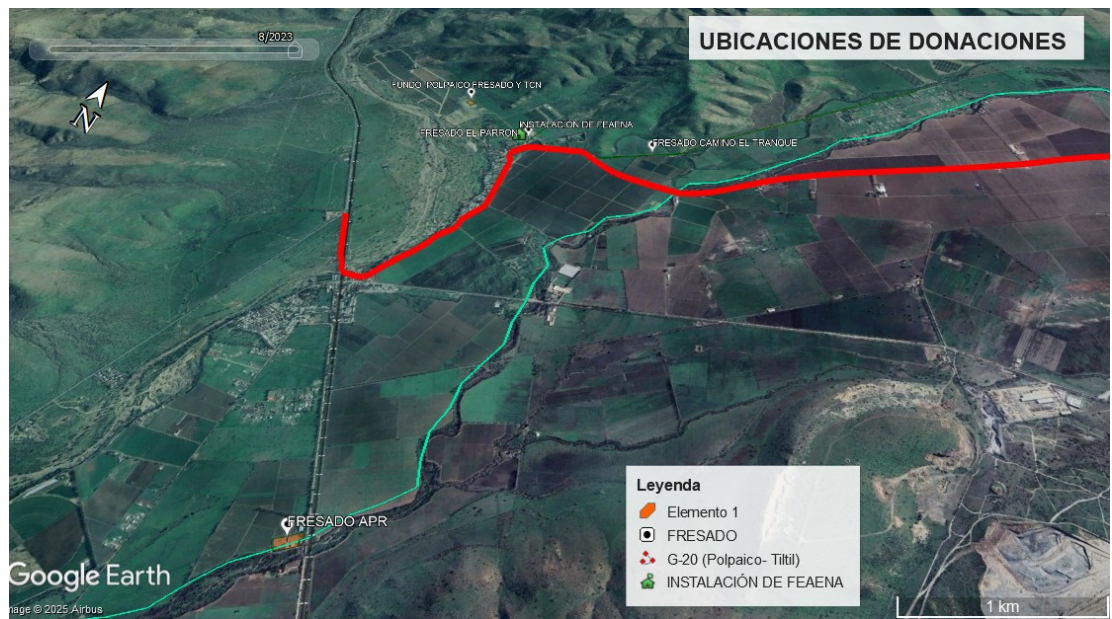 8/2023
UBICACIONES DE DONACIONES
N
FUNDO POLPAICO FRESADO Y TCN
INSTALACIÓN DE FEAENA
FRESADO EL PARRON
FRESADO CAMINO EL TRANQUE
FRESADO APR
Leyenda
Elemento 1
FRESADO
G-20 (Polpaico- Tiltil)
INSTALACIÓN DE FEAENA
Google Earth
mage © 2025 Airbus
1 km